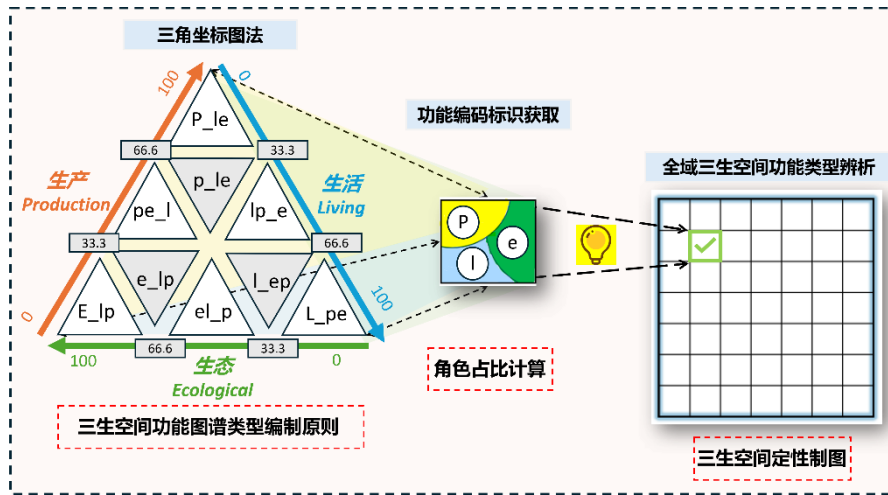 三角坐标图法
100
0
P_le
66.6
33.3
p_le
生产
Production
pe_l
lp_e
生活
Living
33.3
66.6
E_lp
e_lp
el_p
l_ep
L_pe
0
100
100
66.6
生态
Ecological
33.3
0
三生空间功能图谱类型编制原则
功能编码标识获取
P
e
l
角色占比计算
全域三生空间功能类型辨析
三生空间定性制图